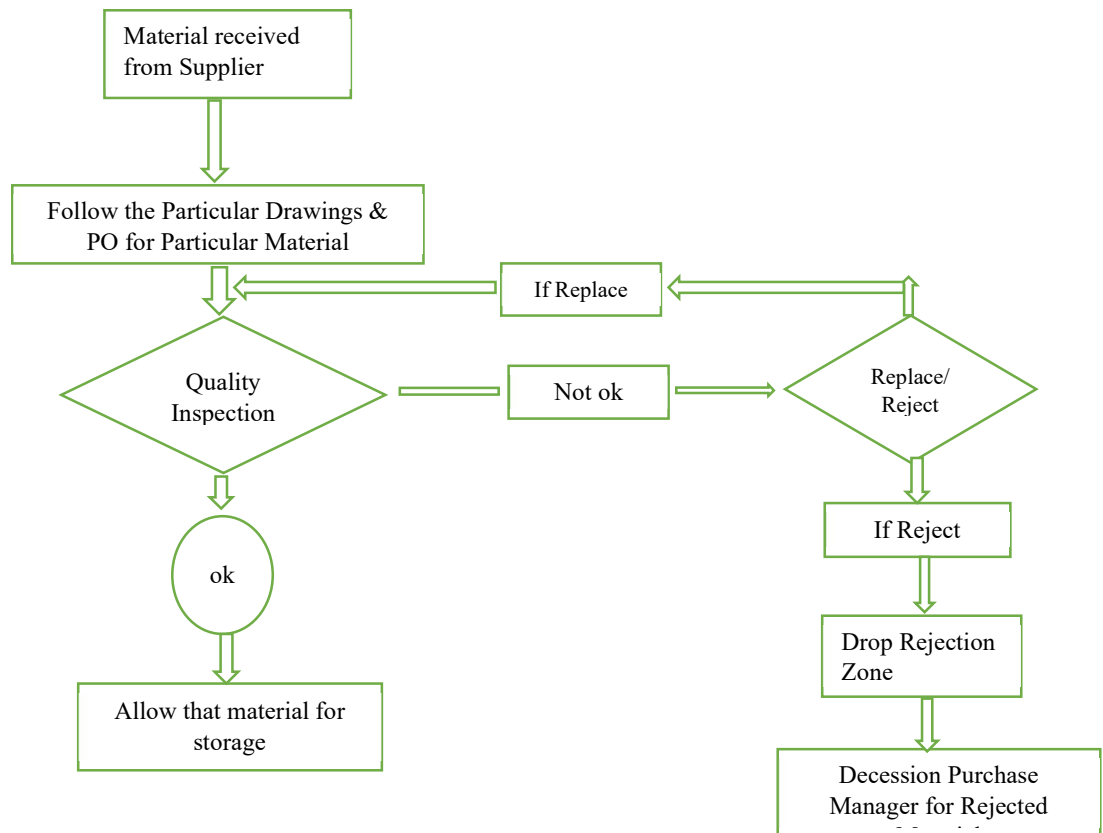 Material received
from Supplier
Follow the Particular Drawings &
PO for Particular Material
If Replace
Quality
Inspection
Not ok
Replace/
Reject
ok
If Reject
Drop Rejection
Zone
Allow that material for
storage
Decession Purchase
Manager for Rejected